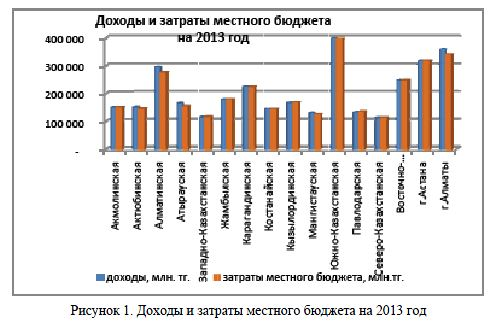 Доходы и затраты местного бюджета
на 2013 год
400 000
300 000
200 000
100 000
-
Акмолинская
Актюбинская
Алматинская
Атырауская
Западно-Казахстанская
Жамбылская
Карагандинская
Костанайская
Кызылординская
Мангистауская
Южно-Казахстанская
Павлодарская
Северо-Казахстанская
Восточно-...
г.Астана
г.Алматы
доходы, млн. тг.
затраты местного бюджета, млн.тг.
Рисунок 1. Доходы и затраты местного бюджета на 2013 год